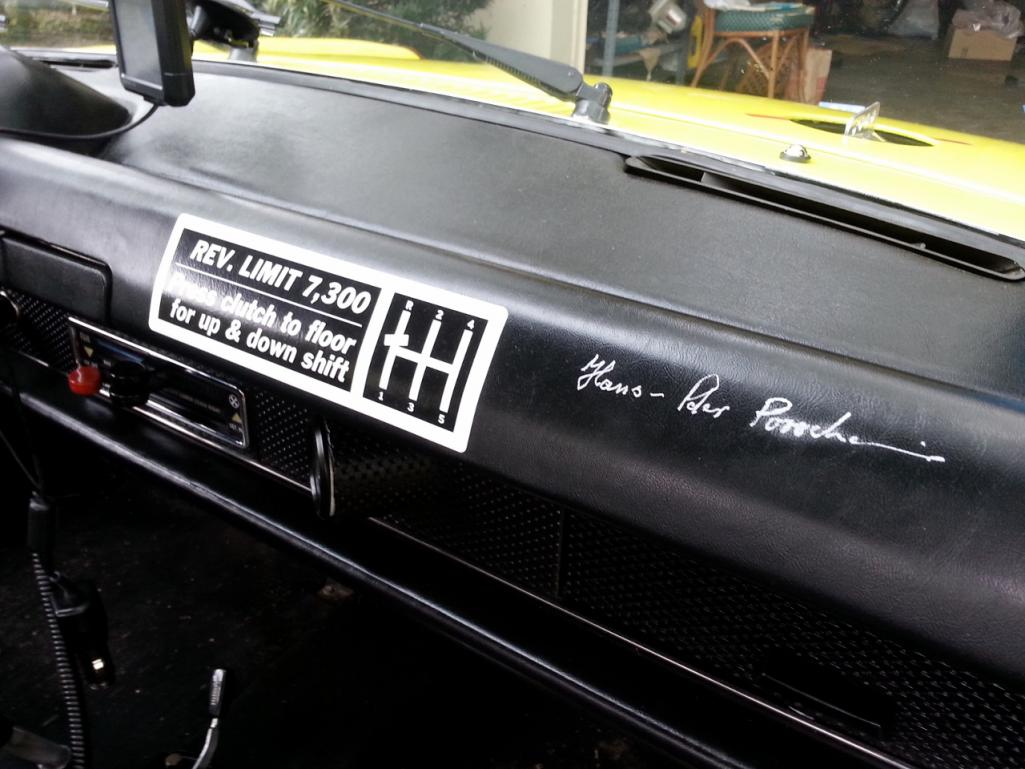 REV. LIMIT 7,300
Press clutch to floor
for up & down shift
R 2 4
1 3 5
Hans-Peter Porsche